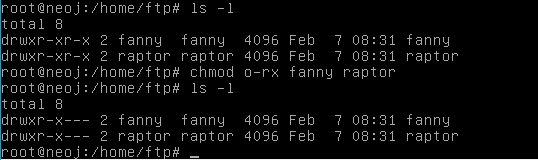 root@neoj:/home/ftp# ls -l
total 8
drwxr-xr-x 2 fanny  fanny  4096 Feb  7 08:31 fanny
drwxr-xr-x 2 raptor raptor 4096 Feb  7 08:31 raptor
root@neoj:/home/ftp# chmod o-rx fanny raptor
root@neoj:/home/ftp# ls -l
total 8
drwxr-x--- 2 fanny  fanny  4096 Feb  7 08:31 fanny
drwxr-x--- 2 raptor raptor 4096 Feb  7 08:31 raptor
root@neoj:/home/ftp# _